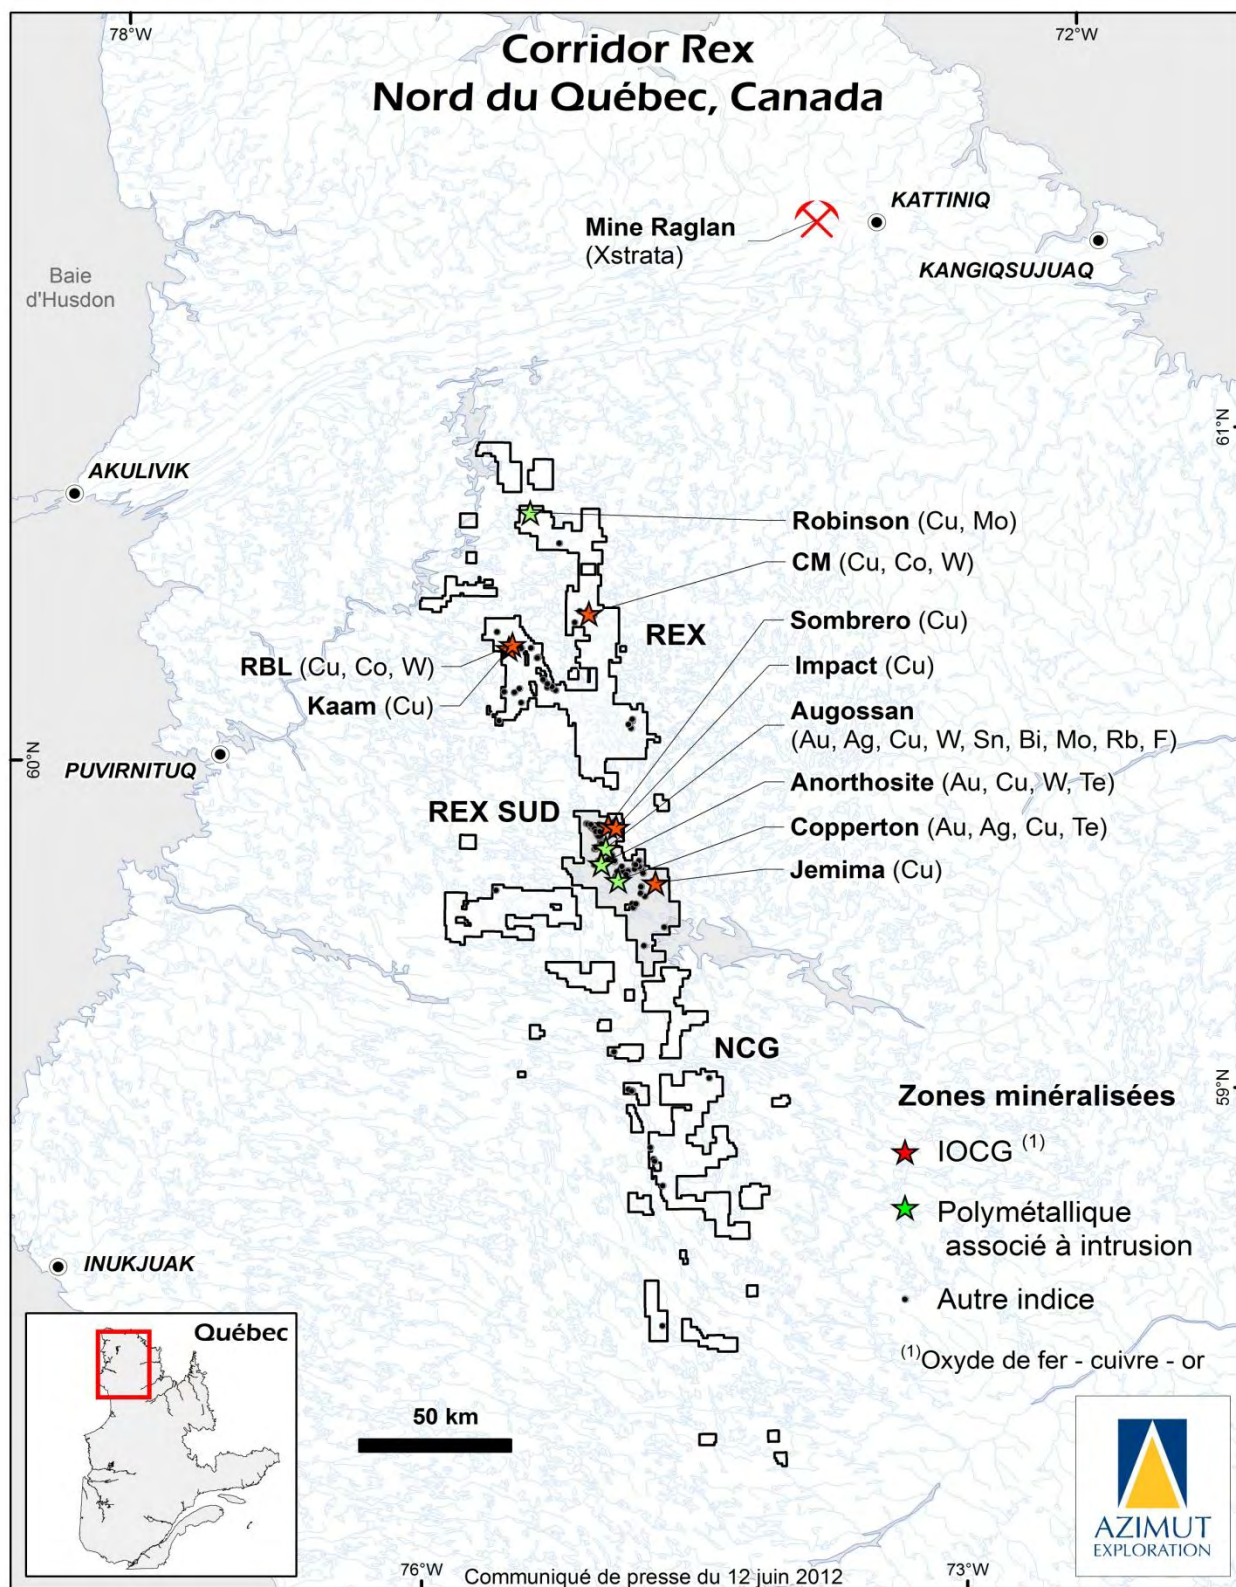 78°W
72°W
Corridor Rex
Nord du Québec, Canada
KATTINIQ
Mine Raglan
(Xstrata)
KANGIQSUJUAQ
Baie
d'Husdon
61°N
AKULIVIK
Robinson (Cu, Mo)
CM (Cu, Co, W)
Sombrero (Cu)
REX
RBL (Cu, Co, W)
Impact (Cu)
Kaam (Cu)
Augossan
(Au, Ag, Cu, W, Sn, Bi, Mo, Rb, F)
60°N
PUVIRNITUQ
Anorthosite (Au, Cu, W, Te)
REX SUD
Copperton (Au, Ag, Cu, Te)
Jemima (Cu)
NCG
59°N
Zones minéralisées
IOCG (1)
Polymétallique
associé à intrusion
INUKJUAK
Autre indice
(1)Oxyde de fer - cuivre - or
Québec
50 km
AZIMUT
EXPLORATION
76°W
Communiqué de presse du 12 juin 2012
73°W